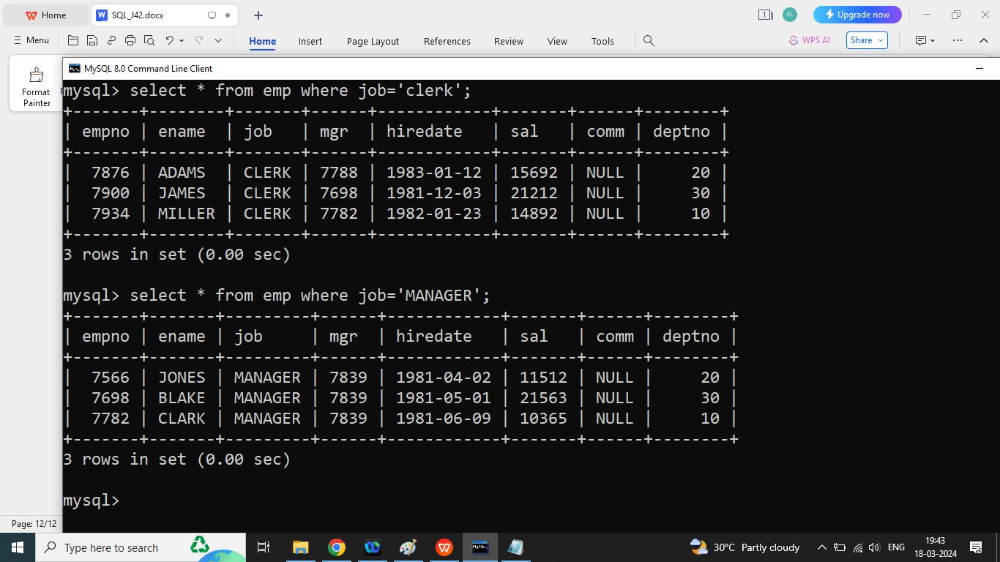 Home SQL_J42.docx 1 RL Upgrade now
Menu Home Insert Page Layout References Review View Tools WPS AI Share
Format
Painter
MySQL 8.0 Command Line Client
mysql> select * from emp where job='clerk';
+-------+--------+-------+------+------------+-------+------+--------+
| empno | ename  | job   | mgr  | hiredate   | sal   | comm | deptno |
+-------+--------+-------+------+------------+-------+------+--------+
|  7876 | ADAMS  | CLERK | 7788 | 1983-01-12 | 15692 | NULL |     20 |
|  7900 | JAMES  | CLERK | 7698 | 1981-12-03 | 21212 | NULL |     30 |
|  7934 | MILLER | CLERK | 7782 | 1982-01-23 | 14892 | NULL |     10 |
+-------+--------+-------+------+------------+-------+------+--------+
3 rows in set (0.00 sec)
mysql> select * from emp where job='MANAGER';
+-------+-------+---------+------+------------+-------+------+--------+
| empno | ename | job     | mgr  | hiredate   | sal   | comm | deptno |
+-------+-------+---------+------+------------+-------+------+--------+
|  7566 | JONES | MANAGER | 7839 | 1981-04-02 | 11512 | NULL |     20 |
|  7698 | BLAKE | MANAGER | 7839 | 1981-05-01 | 21563 | NULL |     30 |
|  7782 | CLARK | MANAGER | 7839 | 1981-06-09 | 10365 | NULL |     10 |
+-------+-------+---------+------+------------+-------+------+--------+
3 rows in set (0.00 sec)
mysql>
Page: 12/12
Type here to search 30°C Partly cloudy ENG 19:43
18-03-2024